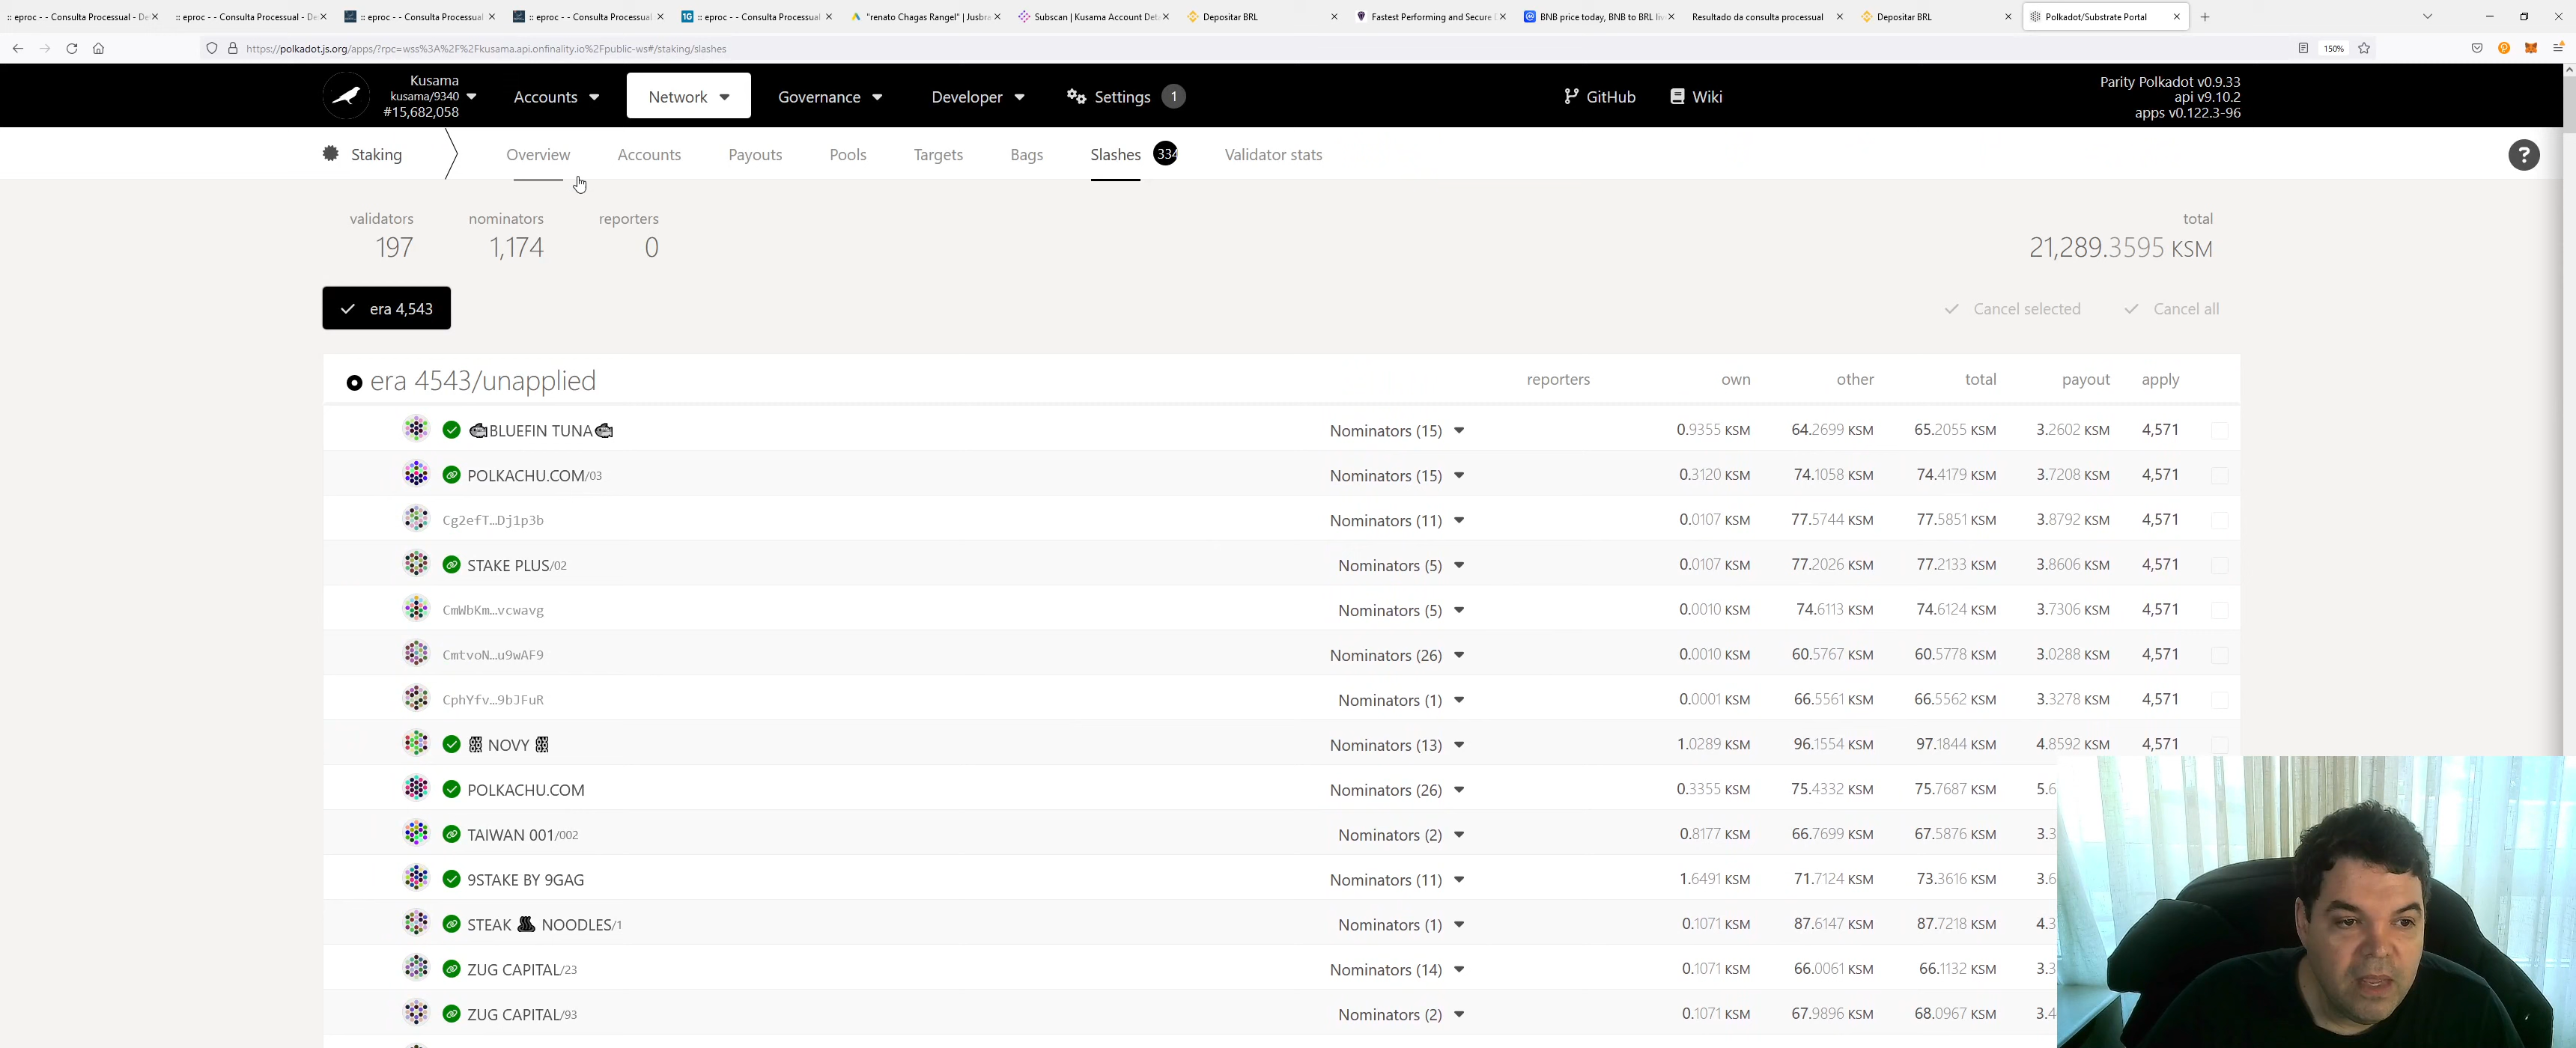 :: eproc - - Consulta Processual - De
:: eproc - - Consulta Processual - De
:: eproc - - Consulta Processual
:: eproc - - Consulta Processual
:: eproc - - Consulta Processual
"renato Chagas Rangel" | Jusbra
Subscan | Kusama Account Deta
Depositar BRL
Fastest Performing and Secure
BNB price today, BNB to BRL liv
Resultado da consulta processual
Depositar BRL
Polkadot/Substrate Portal
https://polkadot.js.org/apps/?rpc=wss%3A%2F%2Fkusama.api.onfinality.io%2Fpublic-ws#/staking/slashes
150%
Kusama
kusama/9340
#15,682,058
Accounts
Network
Governance
Developer
Settings 1
GitHub
Wiki
Parity Polkadot v0.9.33
api v9.10.2
apps v0.122.3-96
Staking Overview Accounts Payouts Pools Targets Bags Slashes 334 Validator stats ?
validators nominators reporters total
197 1,174 0 21,289.3595 KSM
era 4,543 Cancel selected Cancel all
era 4543/unapplied reporters own other total payout apply
BLUEFIN TUNA Nominators (15) 0.9355 KSM 64.2699 KSM 65.2055 KSM 3.2602 KSM 4,571
POLKACHU.COM/03 Nominators (15) 0.3120 KSM 74.1058 KSM 74.4179 KSM 3.7208 KSM 4,571
Cg2efT…Dj1p3b Nominators (11) 0.0107 KSM 77.5744 KSM 77.5851 KSM 3.8792 KSM 4,571
STAKE PLUS/02 Nominators (5) 0.0107 KSM 77.2026 KSM 77.2133 KSM 3.8606 KSM 4,571
CmWbKm…vcwavg Nominators (5) 0.0010 KSM 74.6113 KSM 74.6124 KSM 3.7306 KSM 4,571
CmtvoN…u9wAF9 Nominators (26) 0.0010 KSM 60.5767 KSM 60.5778 KSM 3.0288 KSM 4,571
CphYfv…9bJFuR Nominators (1) 0.0001 KSM 66.5561 KSM 66.5562 KSM 3.3278 KSM 4,571
NOVY Nominators (13) 1.0289 KSM 96.1554 KSM 97.1844 KSM 4.8592 KSM 4,571
POLKACHU.COM Nominators (26) 0.3355 KSM 75.4332 KSM 75.7687 KSM 5.6
TAIWAN 001/002 Nominators (2) 0.8177 KSM 66.7699 KSM 67.5876 KSM 3.3
9STAKE BY 9GAG Nominators (11) 1.6491 KSM 71.7124 KSM 73.3616 KSM 3.6
STEAK NOODLES/1 Nominators (1) 0.1071 KSM 87.6147 KSM 87.7218 KSM 4.3
ZUG CAPITAL/23 Nominators (14) 0.1071 KSM 66.0061 KSM 66.1132 KSM 3.3
ZUG CAPITAL/93 Nominators (2) 0.1071 KSM 67.9896 KSM 68.0967 KSM 3.4